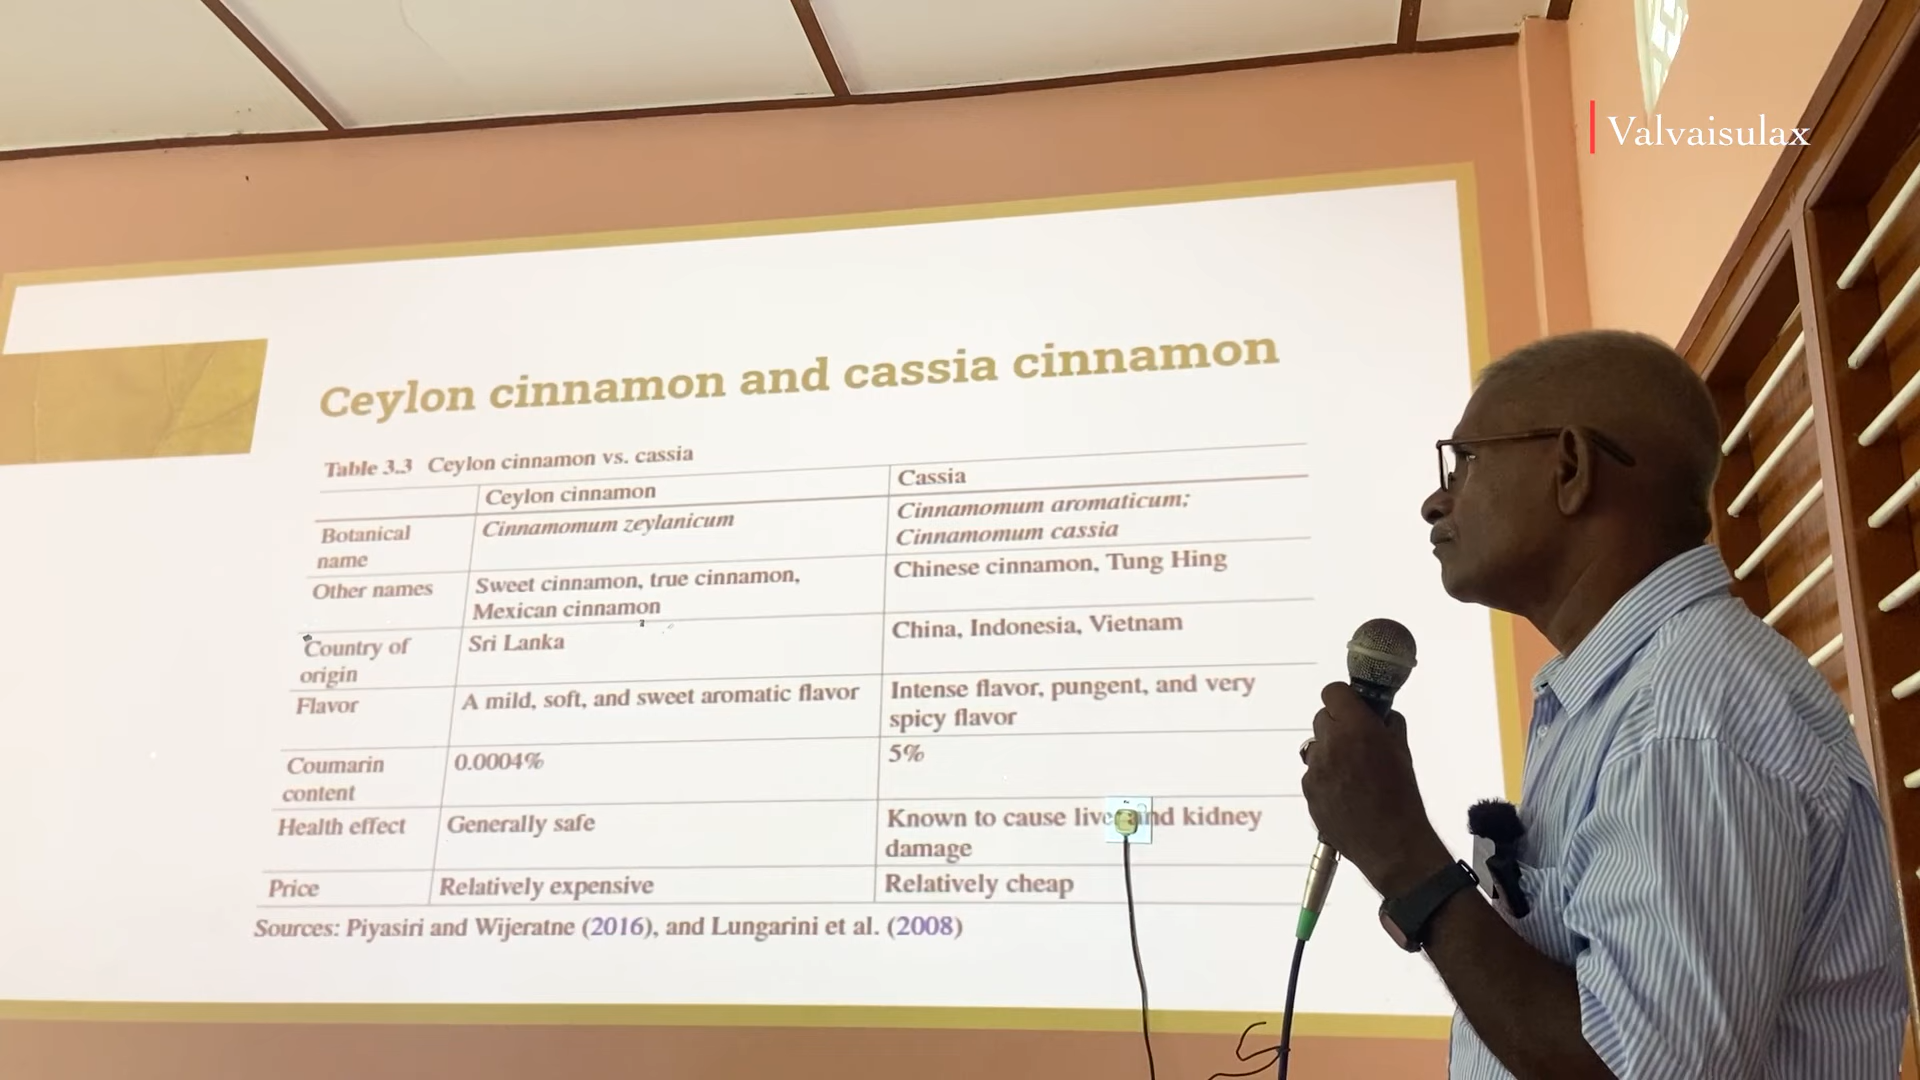 Valvaisulax
Ceylon cinnamon and cassia cinnamon
Table 3.3 Ceylon cinnamon vs. cassia
Ceylon cinnamon
Cassia
Botanical
name
Cinnamomum zeylanicum
Cinnamomum aromaticum;
Cinnamomum cassia
Other names
Sweet cinnamon, true cinnamon,
Mexican cinnamon
Chinese cinnamon, Tung Hing
Country of
origin
Sri Lanka
China, Indonesia, Vietnam
Flavor
A mild, soft, and sweet aromatic flavor
Intense flavor, pungent, and very
spicy flavor
Coumarin
content
0.0004%
5%
Health effect
Generally safe
Known to cause liver and kidney
damage
Price
Relatively expensive
Relatively cheap
Sources: Piyasiri and Wijeratne (2016), and Lungarini et al. (2008)